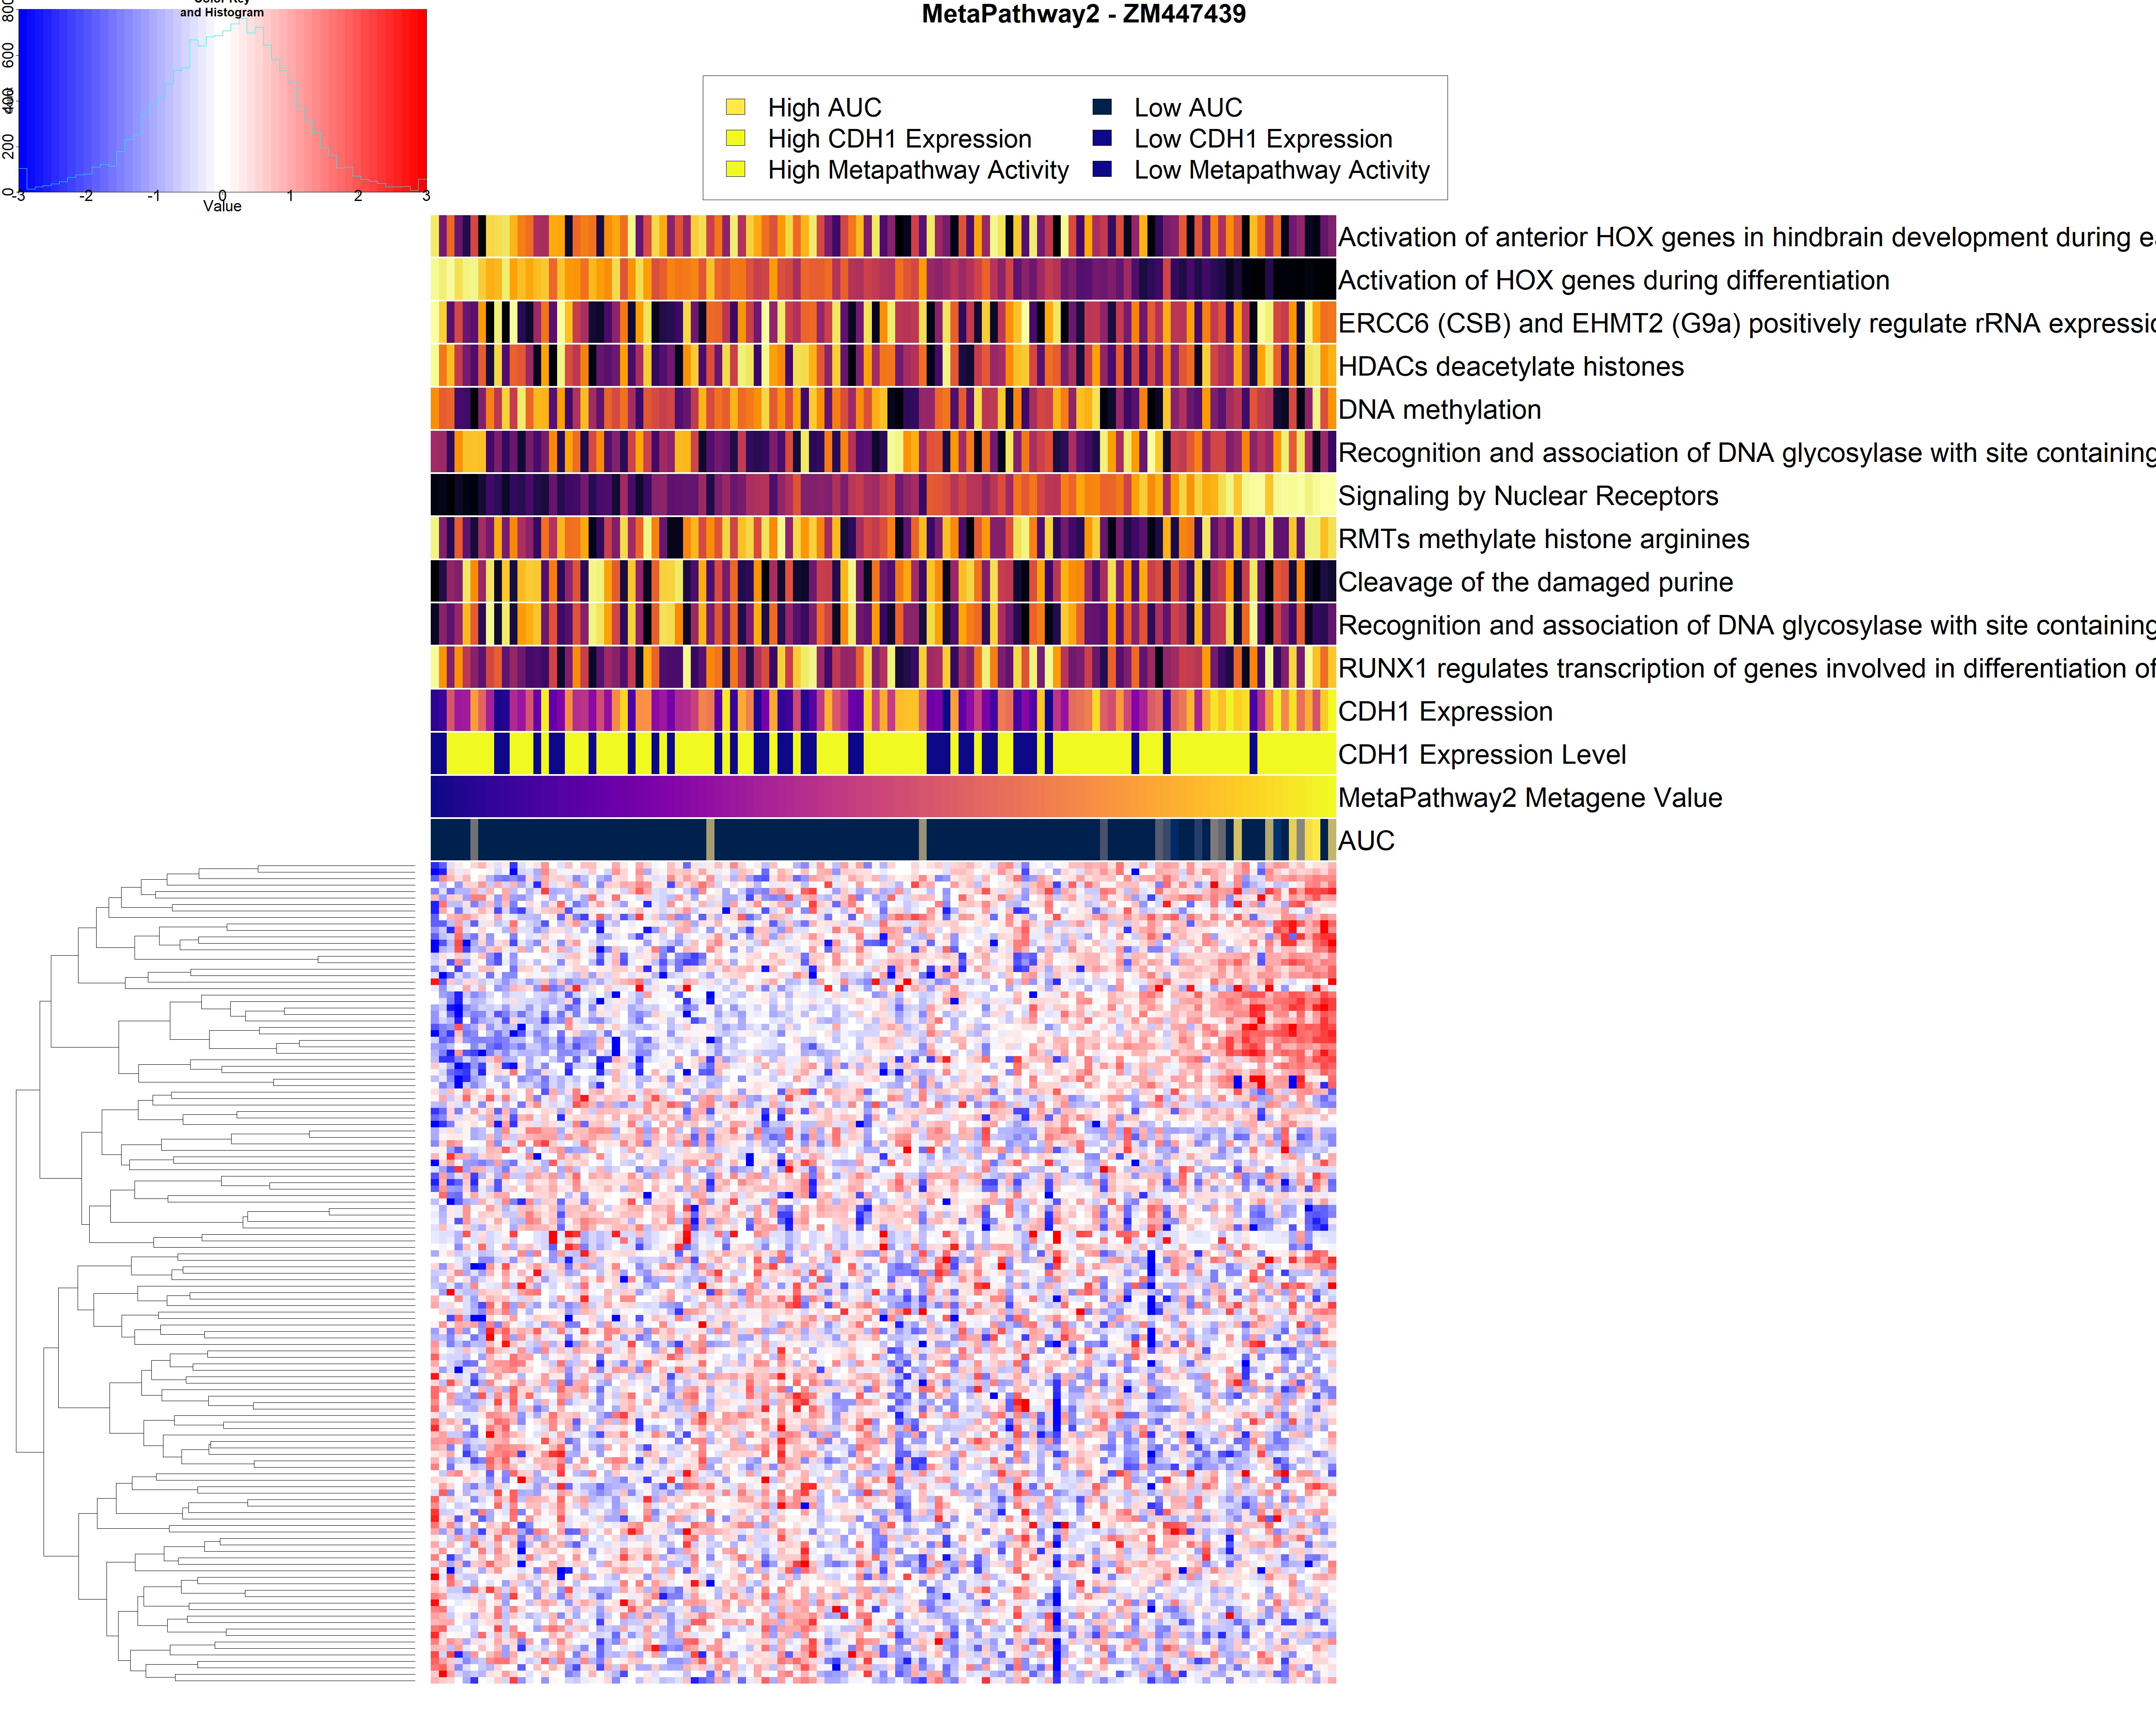 Color Key
and Histogram
MetaPathway2 - ZM447439
800
600
400
200
0
-3 -2 -1 0 1 2 3
Value
High AUC
Low AUC
High CDH1 Expression
Low CDH1 Expression
High Metapathway Activity
Low Metapathway Activity
Activation of anterior HOX genes in hindbrain development during
Activation of HOX genes during differentiation
ERCC6 (CSB) and EHMT2 (G9a) positively regulate rRNA
HDACs deacetylate histones
DNA methylation
Recognition and association of DNA glycosylase with site containing
Signaling by Nuclear Receptors
RMTs methylate histone arginines
Cleavage of the damaged purine
Recognition and association of DNA glycosylase with site containing
RUNX1 regulates transcription of genes involved in differentiation of
CDH1 Expression
CDH1 Expression Level
MetaPathway2 Metagene Value
AUC